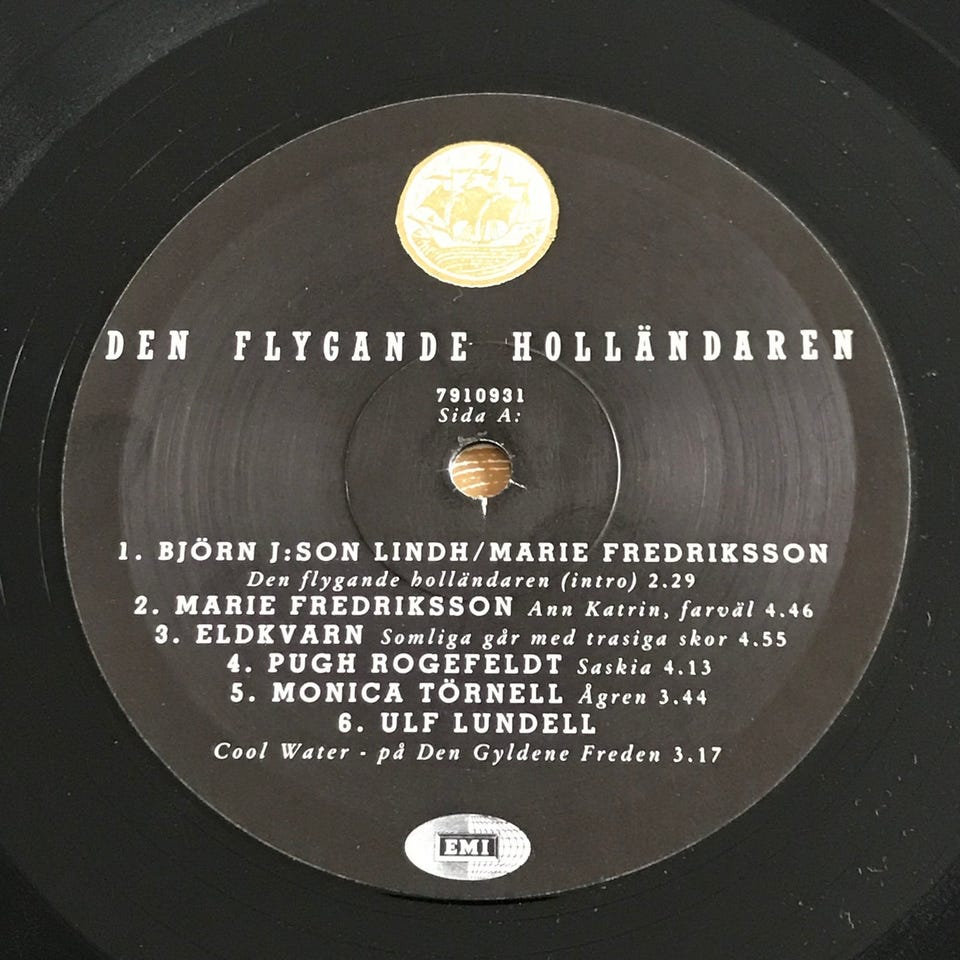 DEN FLYGANDE HOLLÄNDAREN
7910931
Sida A:
1. BJÖRN J:SON LINDH/MARIE FREDRIKSSON
Den flygande holländaren (intro) 2.29
2. MARIE FREDRIKSSON Ann Katrin, farväl 4.46
3. ELDKVARN Somliga går med trasiga skor 4.55
4. PUGH ROGEFELDT Saskia 4.13
5. MONICA TÖRNELL Ågren 3.44
6. ULF LUNDELL
Cool Water - på Den Gyldene Freden 3.17
EMI